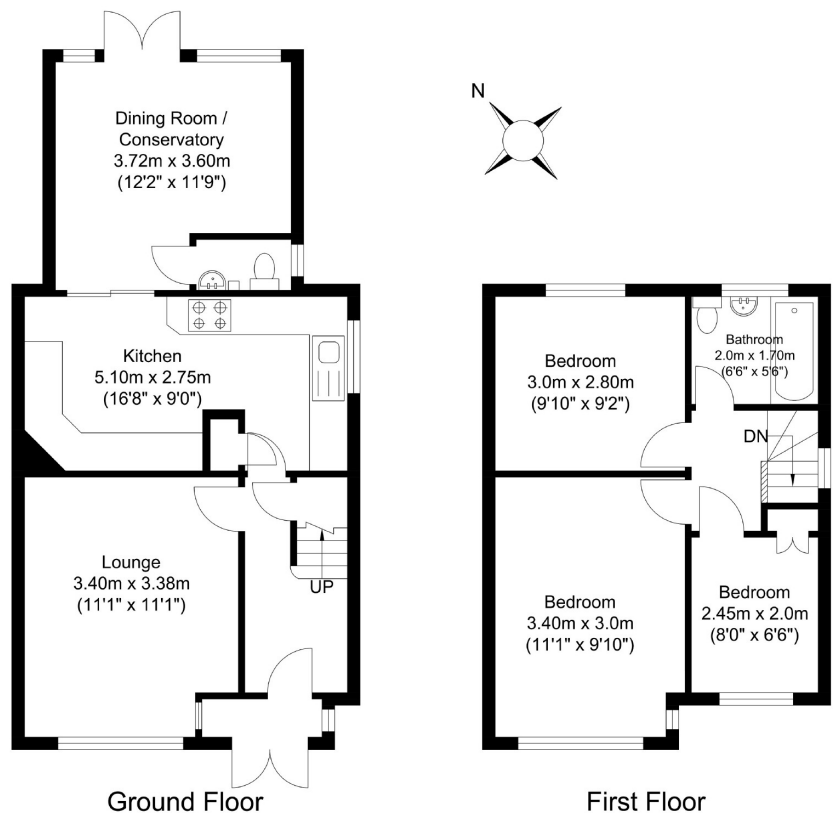 N
Dining Room /
Conservatory
3.72m x 3.60m
(12'2" x 11'9")
Kitchen
5.10m x 2.75m
(16'8" x 9'0")
Lounge
3.40m x 3.38m
(11'1" x 11'1")
UP
Ground Floor
Bedroom
3.0m x 2.80m
(9'10" x 9'2")
Bathroom
2.0m x 1.70m
(6'6" x 5'6")
DN
Bedroom
3.40m x 3.0m
(11'1" x 9'10")
Bedroom
2.45m x 2.0m
(8'0" x 6'6")
First Floor